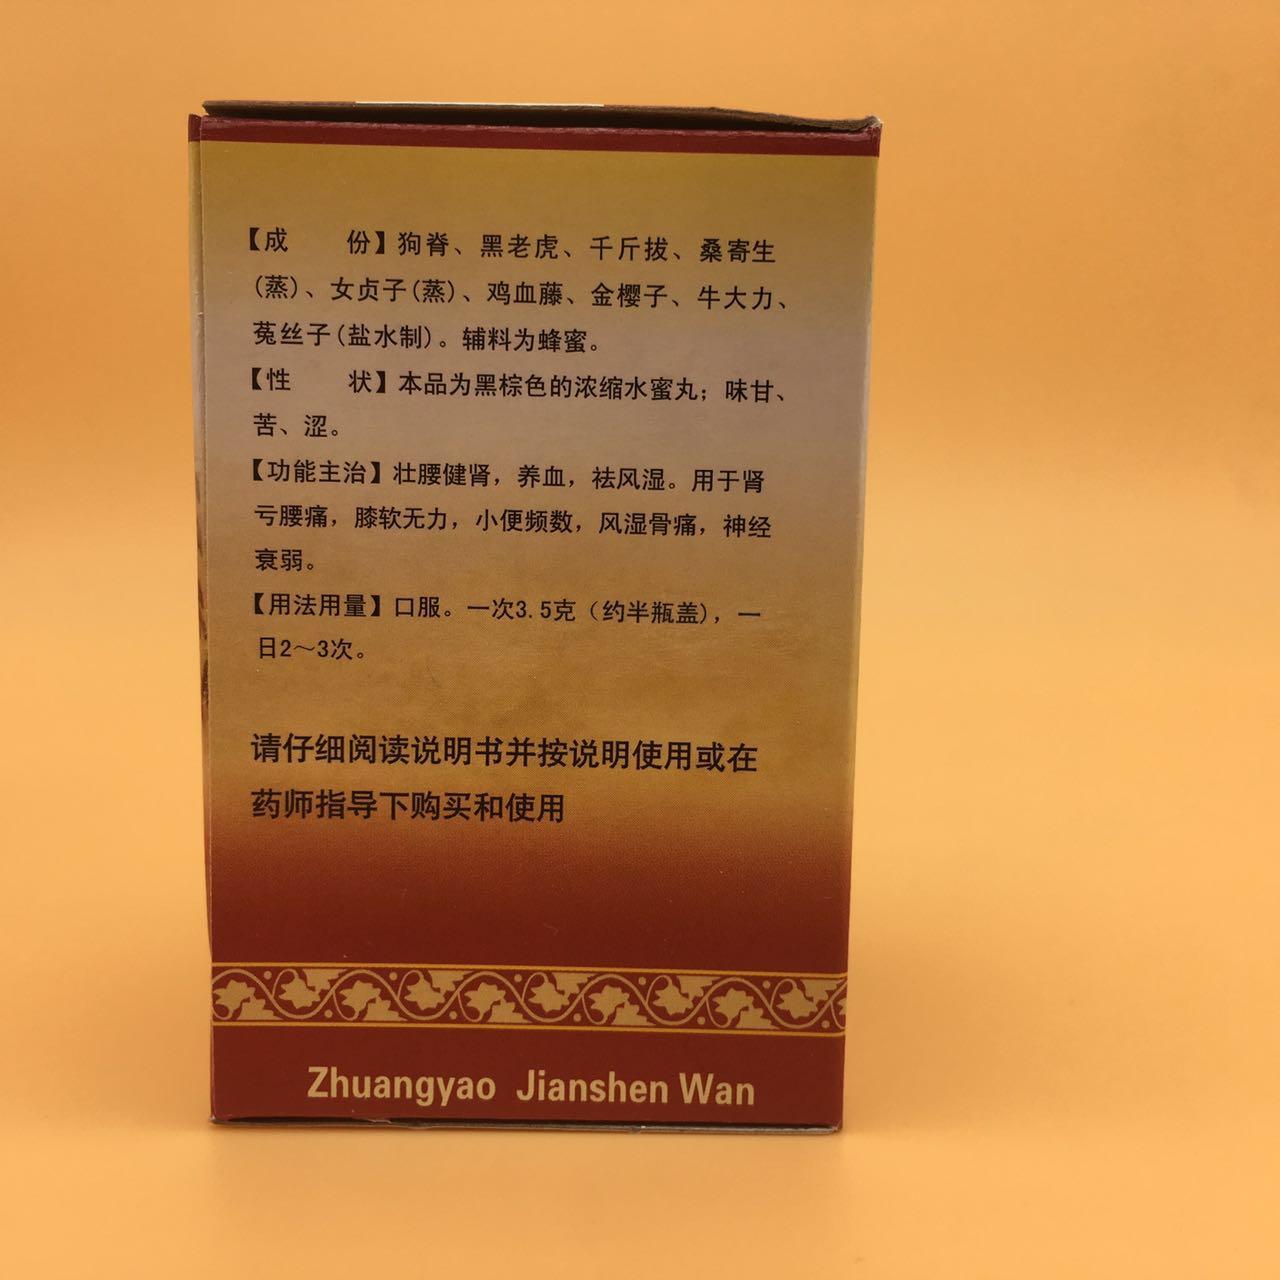 【成　　份】狗脊、黑老虎、千斤拔、桑寄生
(蒸)、女贞子(蒸)、鸡血藤、金樱子、牛大力、
菟丝子(盐水制)。辅料为蜂蜜。
【性　　状】本品为黑棕色的浓缩水蜜丸；味甘、
苦、涩。
【功能主治】壮腰健肾，养血，祛风湿。用于肾
亏腰痛，膝软无力，小便频数，风湿骨痛，神经
衰弱。
【用法用量】口服。一次3.5克（约半瓶盖），一
日2～3次。
请仔细阅读说明书并按说明使用或在
药师指导下购买和使用
Zhuangyao Jianshen Wan